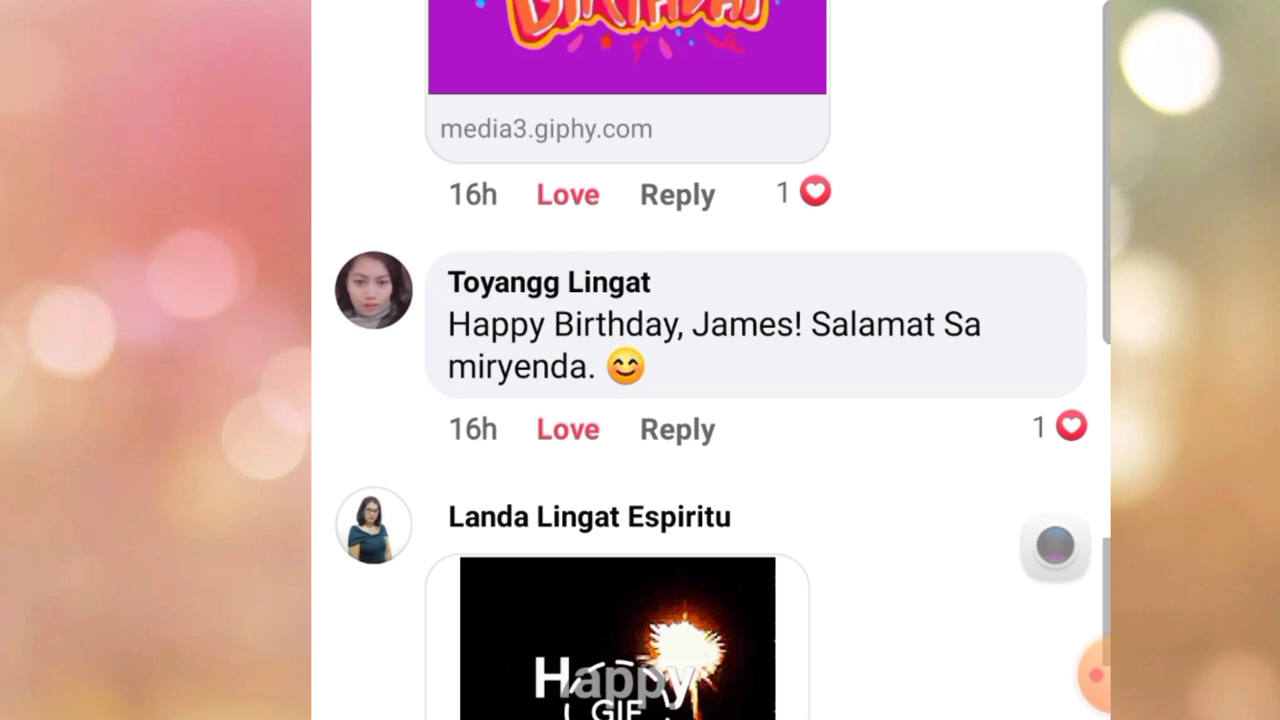 BIRTHDAY
media3.giphy.com
16h Love Reply 1
Toyangg Lingat
Happy Birthday, James! Salamat Sa
miryenda. 😊
16h Love Reply 1
Landa Lingat Espiritu
Happy
GIF